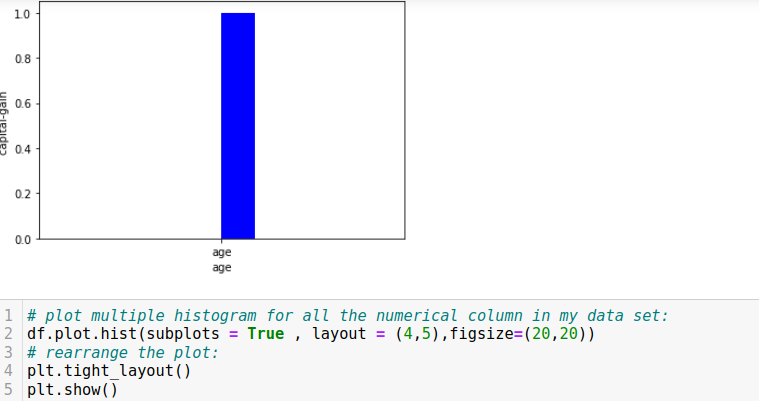 1.0
0.8
0.6
0.4
0.2
0.0
capital-gain
age
age
1 # plot multiple histogram for all the numerical column in my data set:
2 df.plot.hist(subplots = True , layout = (4,5),figsize=(20,20))
3 # rearrange the plot:
4 plt.tight_layout()
5 plt.show()